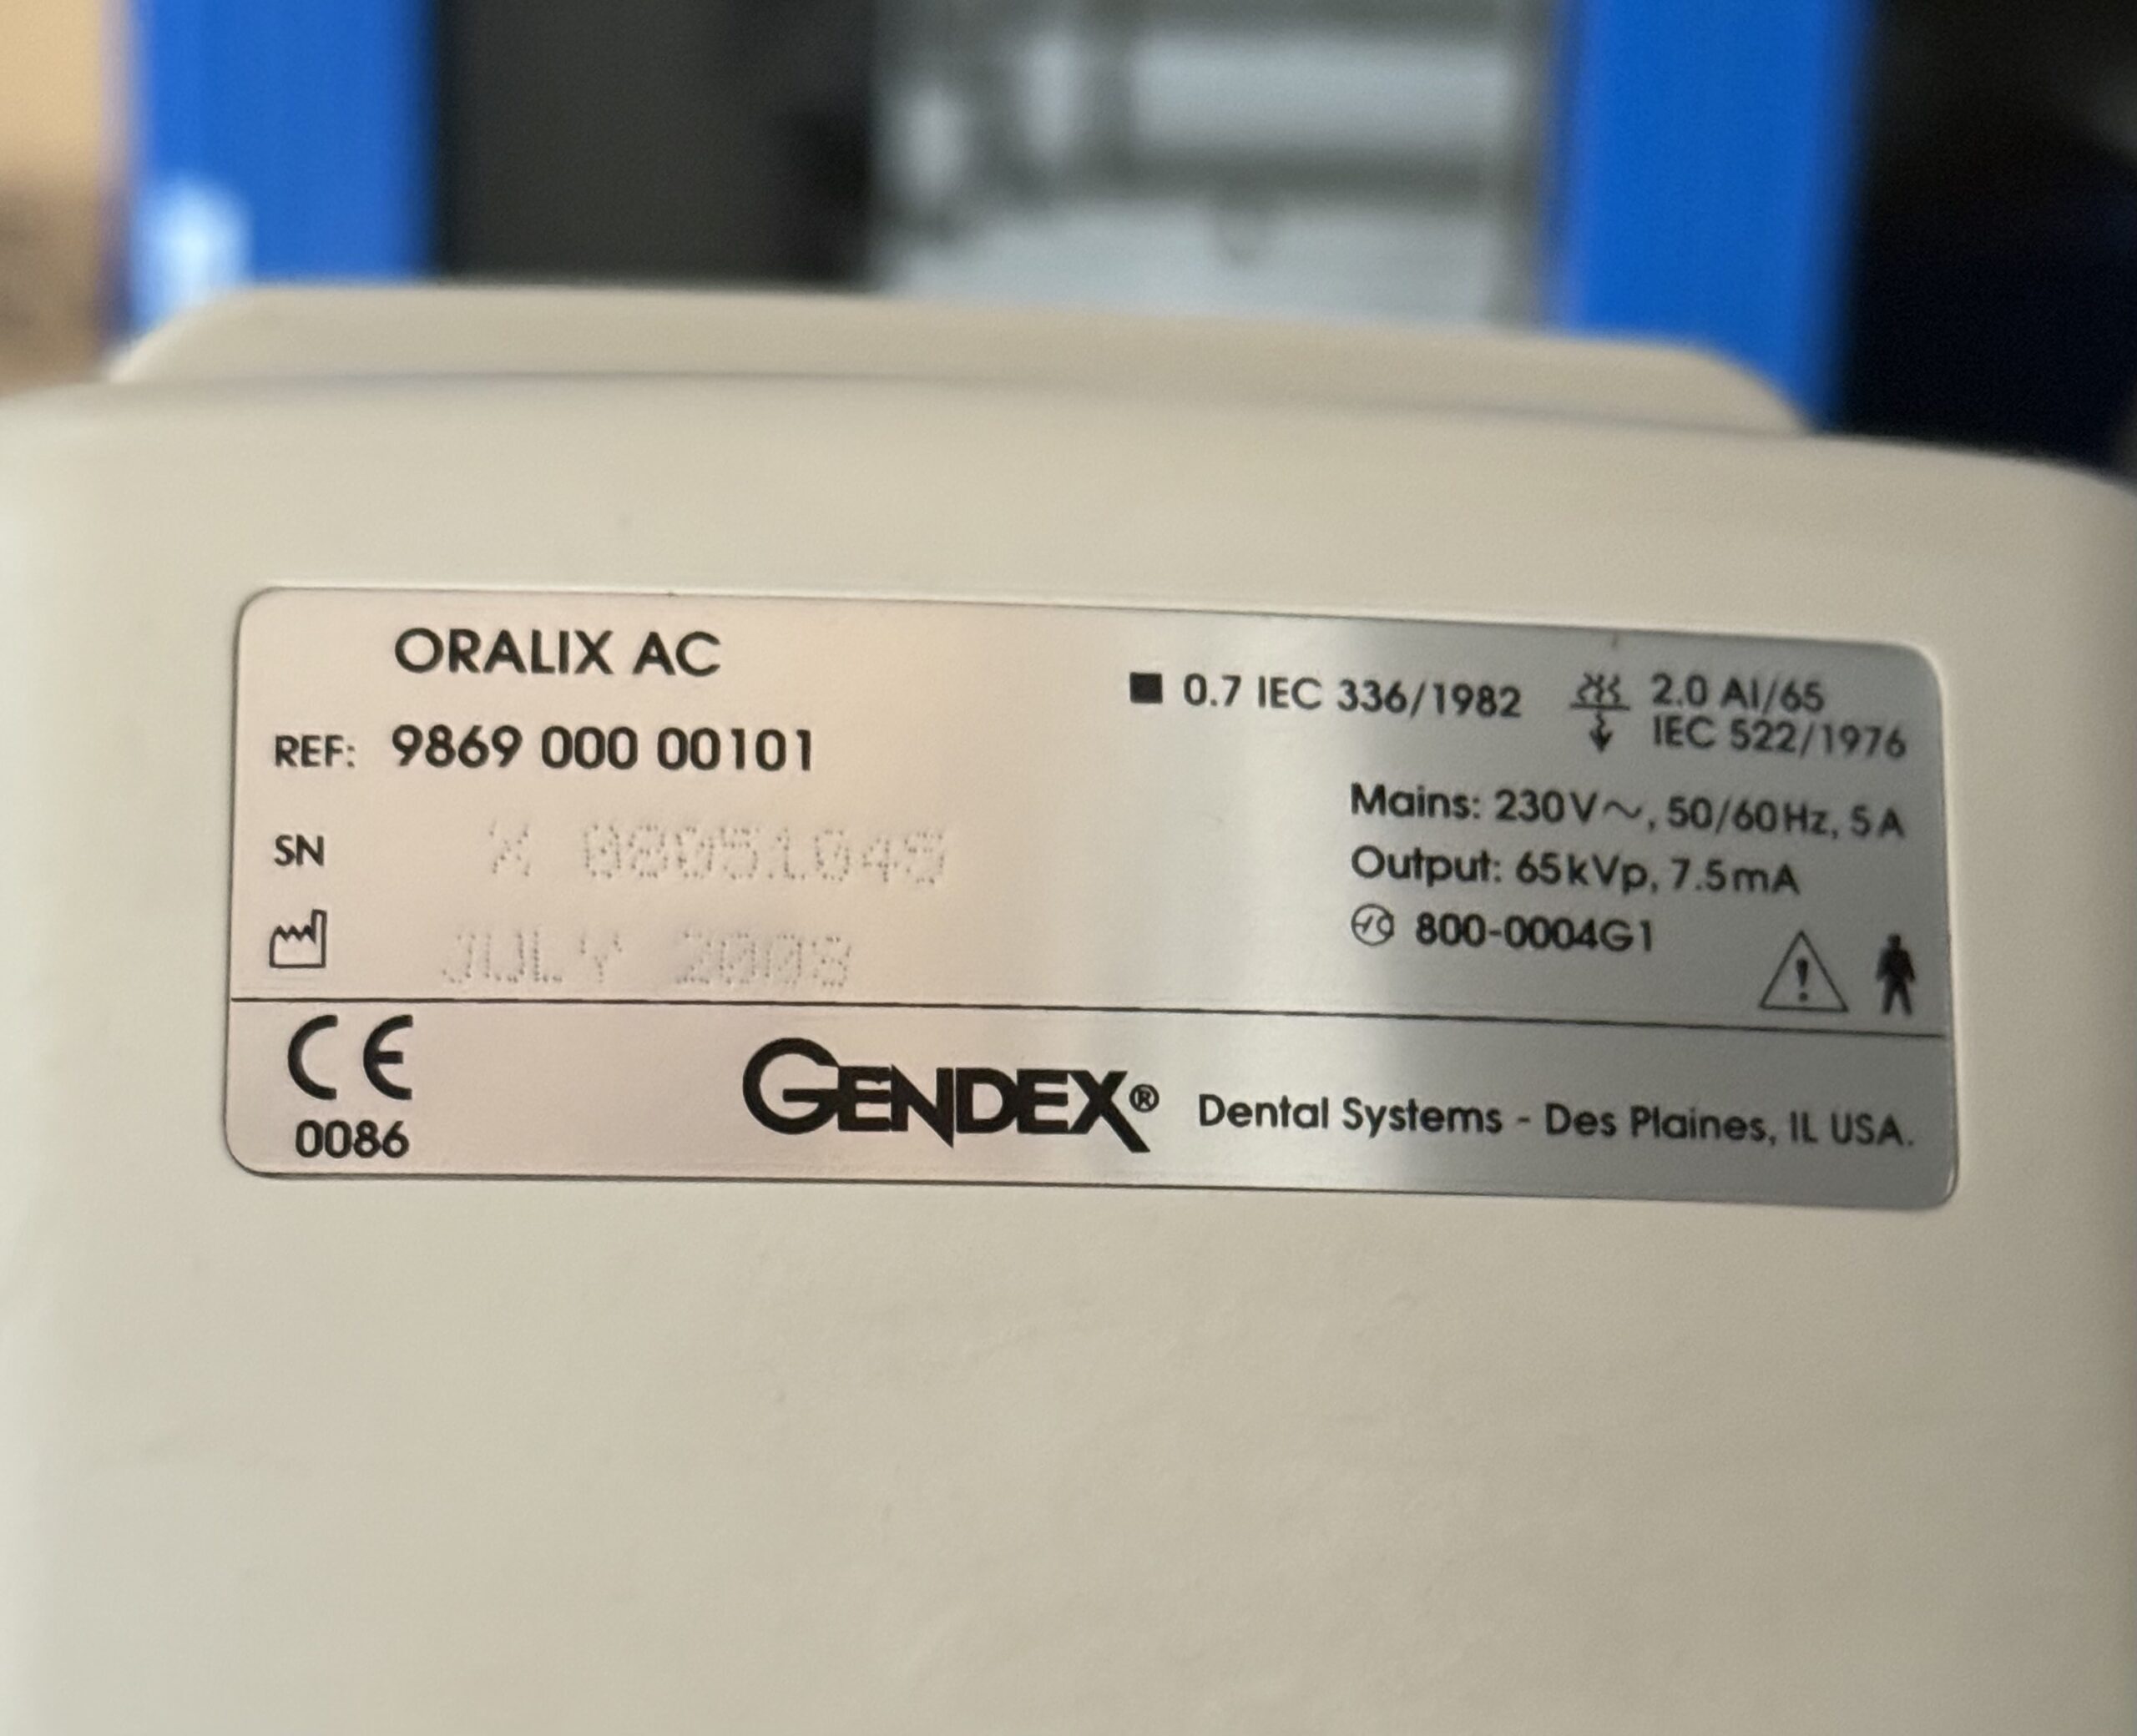 ORALIX AC
REF: 9869 000 00101
SN
JULY 2008
■ 0.7 IEC 336/1982
2.0 Al/65
IEC 522/1976
Mains: 230V~, 50/60Hz, 5A
Output: 65kVp, 7.5mA
800-0004G1
CE
0086
GENDEX® Dental Systems - Des Plaines, IL USA.